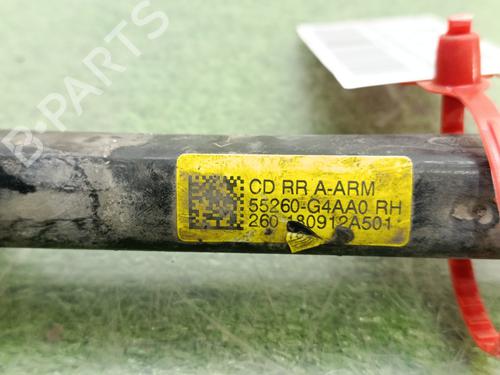 B-PARTS
CD RR A-ARM
55260-G4AA0 RH
260 180912A501